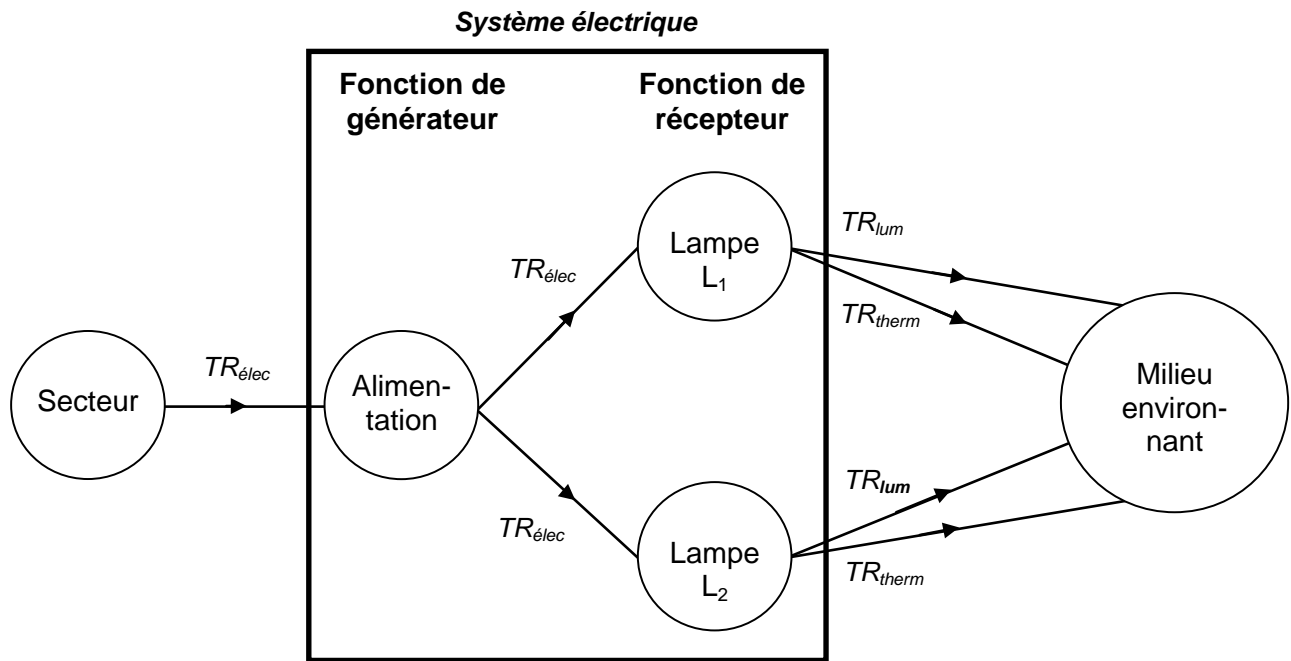 Système électrique
Fonction de
générateur
Fonction de
récepteur
Secteur
TRélec
Alimen-
tation
TRélec
TRélec
Lampe
L1
Lampe
L2
TRlum
TRtherm
TRlum
TRtherm
Milieu
environ-
nant